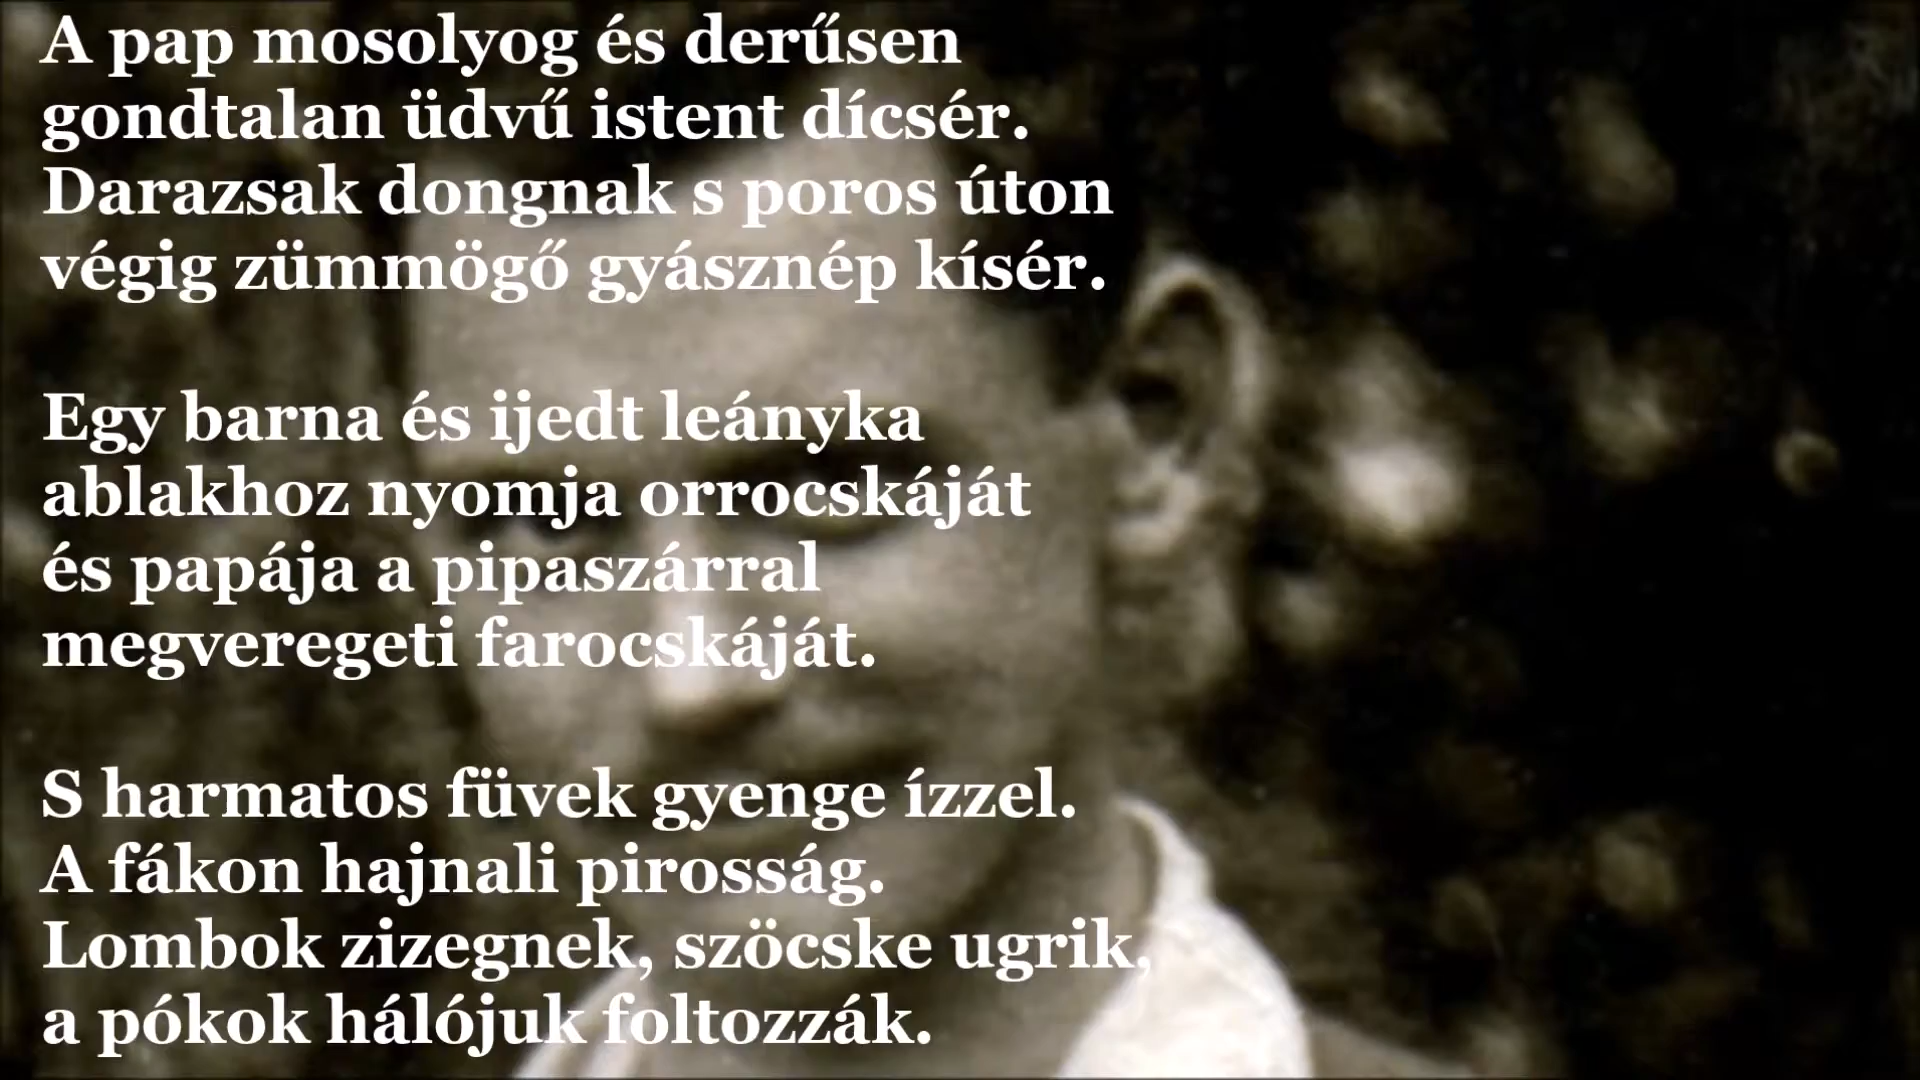 A pap mosolyog és derűsen
gondtalan üdvű istent dícsér.
Darazsak dongnak s poros úton
végig zümmögő gyásznép kísér.
Egy barna és ijedt leányka
ablakhoz nyomja orrocskáját
és papája a pipaszárral
megveregeti farocskáját.
S harmatos füvek gyenge ízzel.
A fákon hajnali pirosság.
Lombok zizegnek, szöcske ugrik,
a pókok hálójuk foltozzák.